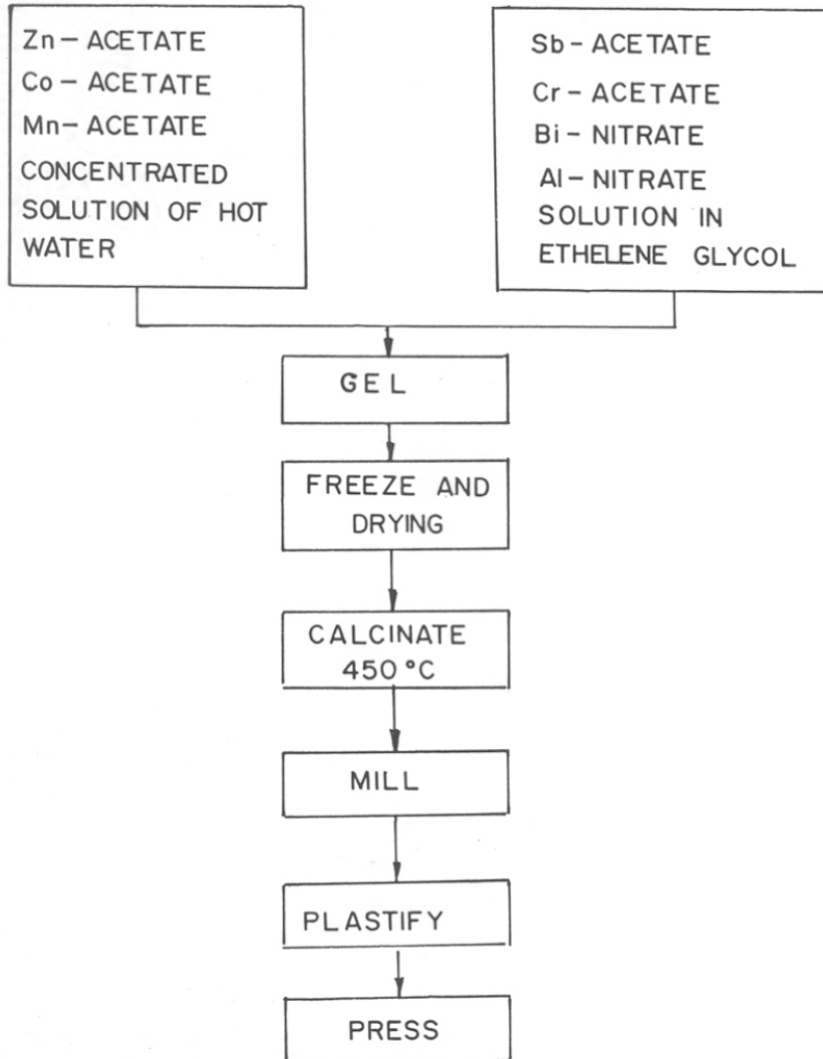 Zn – ACETATE
Co – ACETATE
Mn – ACETATE
CONCENTRATED
SOLUTION OF HOT
WATER
Sb – ACETATE
Cr – ACETATE
Bi – NITRATE
Al – NITRATE
SOLUTION IN
ETHELENE GLYCOL
GEL
FREEZE AND
DRYING
CALCINATE
450 °C
MILL
PLASTIFY
PRESS